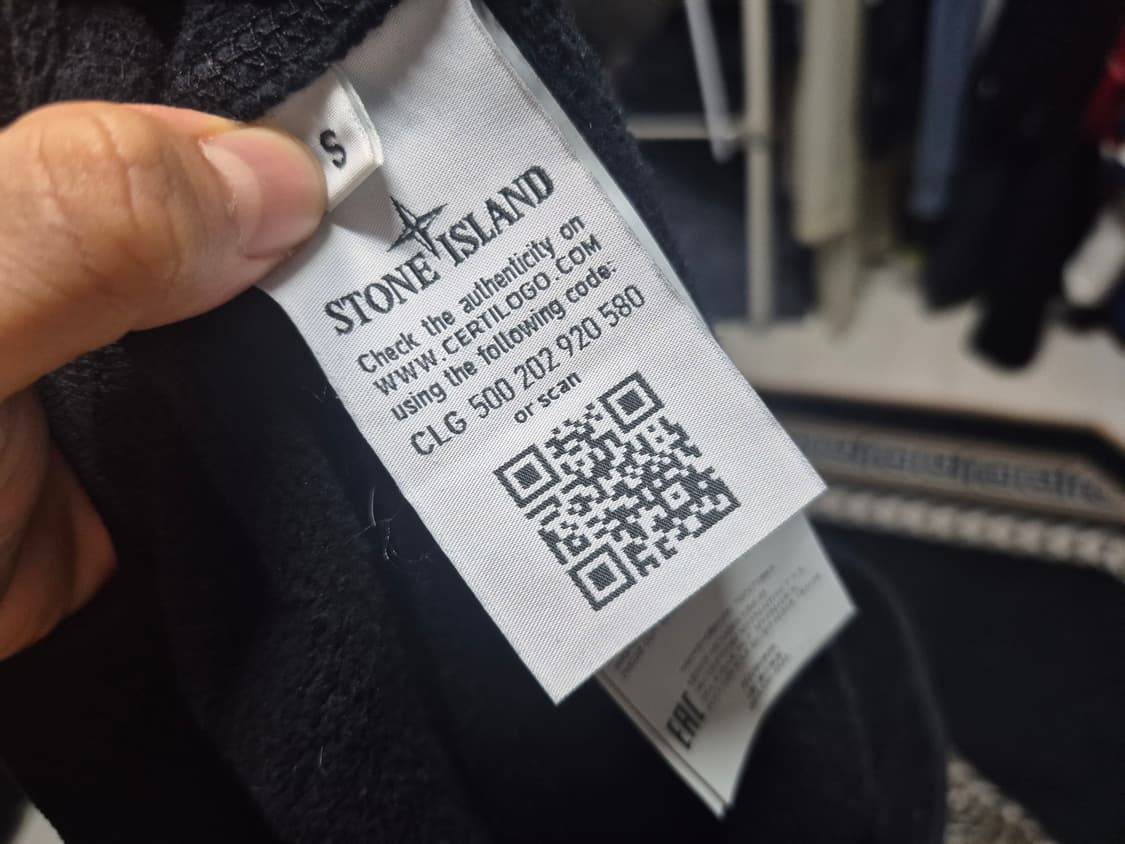 S
STONE ISLAND
Check the authenticity on
WWW.CERTILOGO.COM
using the following code:
CLG 500 202 920 580
or scan
EAC